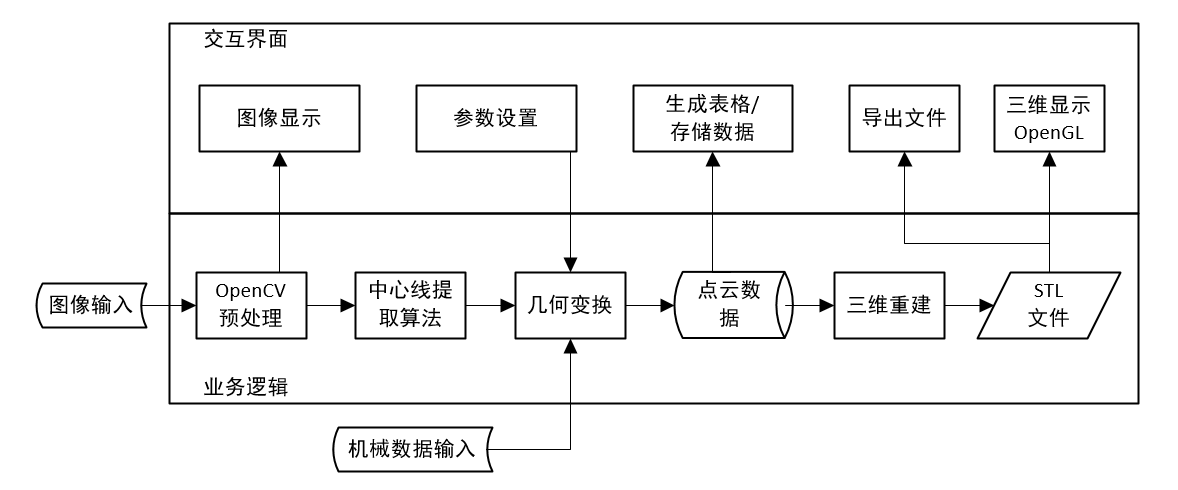 交互界面
图像显示
参数设置
生成表格/
存储数据
导出文件
三维显示
OpenGL
图像输入
OpenCV
预处理
中心线提
取算法
几何变换
点云数
据
三维重建
STL
文件
业务逻辑
机械数据输入